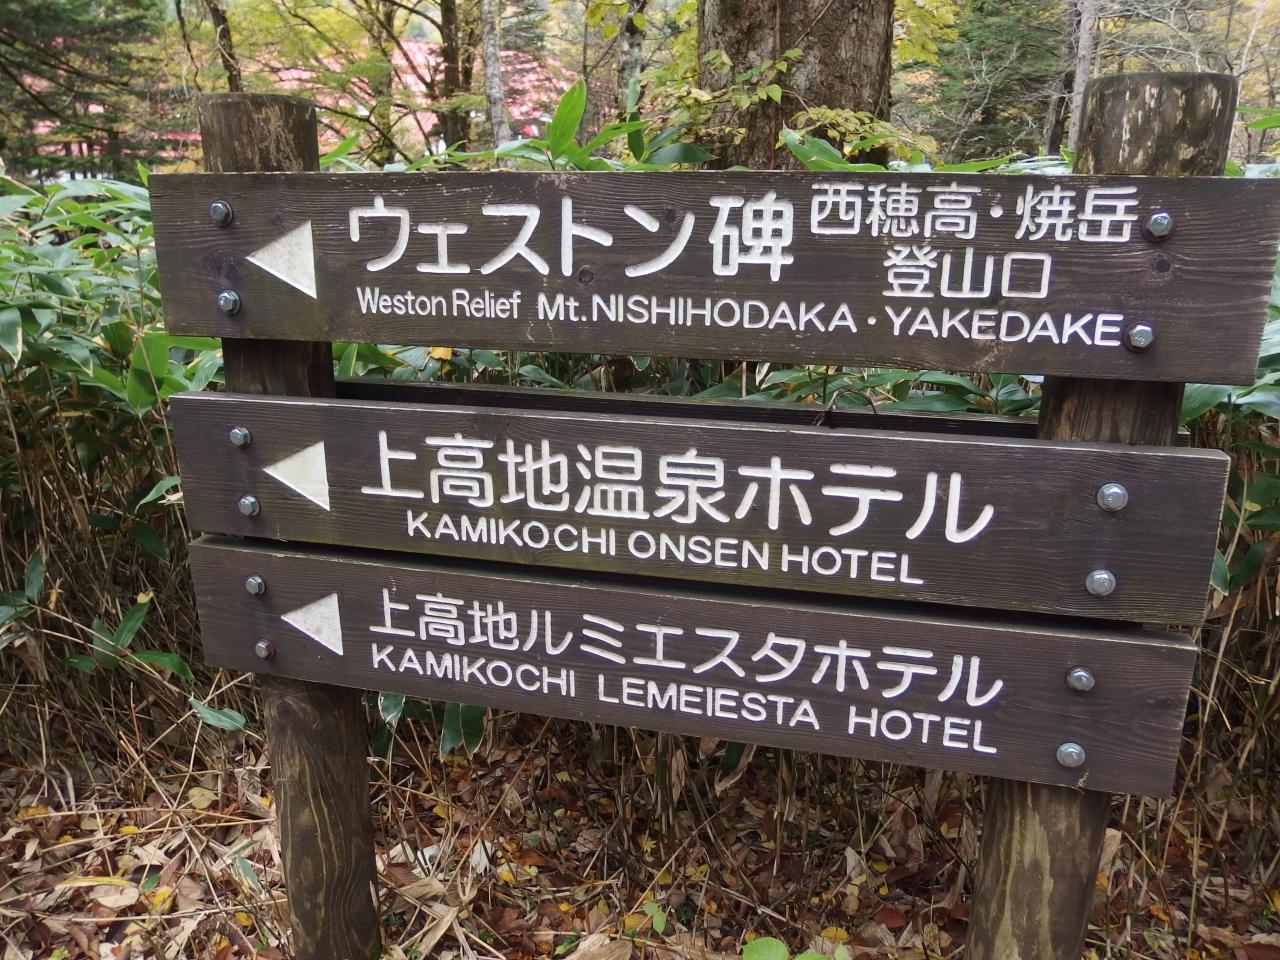 ウェストン碑 西穂高・焼岳
登山口
Weston Relief Mt. NISHIHODAKA・YAKEDAKE
上高地温泉ホテル
KAMIKOCHI ONSEN HOTEL
上高地ルミエスタホテル
KAMIKOCHI LEMEIESTA HOTEL